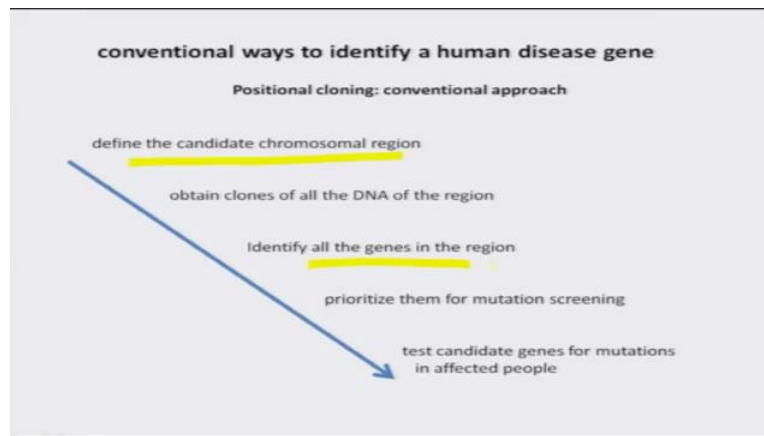 conventional ways to identify a human disease gene
Positional cloning: conventional approach
define the candidate chromosomal region
obtain clones of all the DNA of the region
Identify all the genes in the region
prioritize them for mutation screening
test candidate genes for mutations
in affected people